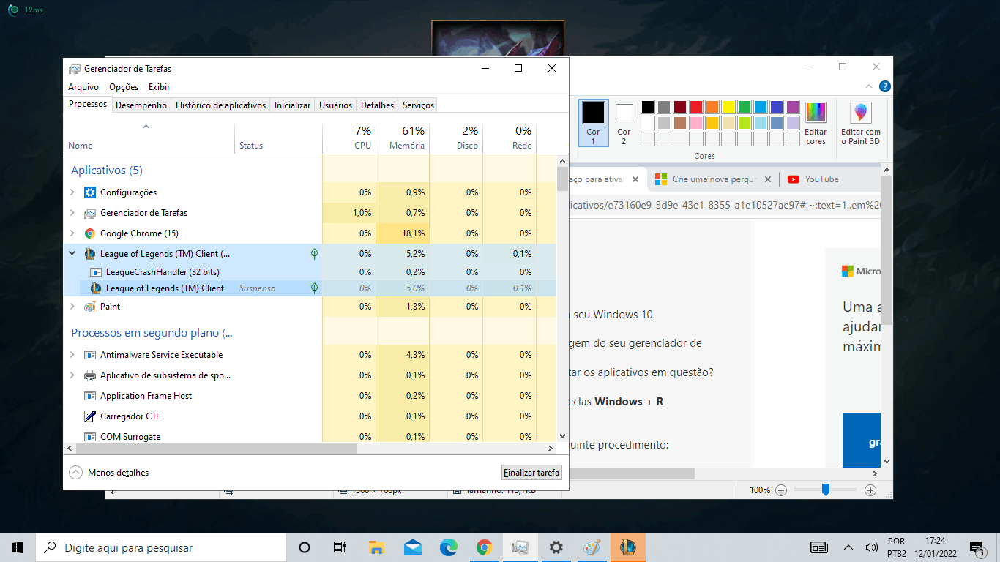 12ms
Gerenciador de Tarefas
Arquivo Opções Exibir
Processos Desempenho Histórico de aplicativos Inicializar Usuários Detalhes Serviços
7% 61% 2% 0%
Nome Status CPU Memória Disco Rede
Aplicativos (5)
Configurações 0% 0,9% 0% 0%
Gerenciador de Tarefas 1,0% 0,7% 0% 0%
Google Chrome (15) 0% 18,1% 0% 0%
League of Legends (TM) Client (... 0% 5,2% 0% 0,1%
LeagueCrashHandler (32 bits) 0% 0,2% 0% 0%
League of Legends (TM) Client Suspenso 0% 5,0% 0% 0,1%
Paint 0% 1,3% 0% 0%
Processos em segundo plano (...
Antimalware Service Executable 0% 4,3% 0% 0%
Aplicativo de subsistema de spo... 0% 0,1% 0% 0%
Application Frame Host 0% 0,2% 0% 0%
Carregador CTF 0% 0,1% 0% 0%
COM Surrogate 0% 0,1% 0% 0%
Menos detalhes
Finalizar tarefa
Cor 1
Cor 2
Editar cores
Editar com o Paint 3D
Cores
aço para ativar
Crie uma nova pergun
YouTube
licativos/e73160e9-3d9e-43e1-8355-a1e10527ae97#:~:text=1.,em%20
seu Windows 10.
gem do seu gerenciador de
tar os aplicativos em questão?
eclas Windows + R
uinte procedimento:
Micro
Uma a
ajudar
máxim
gra
100%
Digite aqui para pesquisar
POR
PTB2
17:24
12/01/2022
3